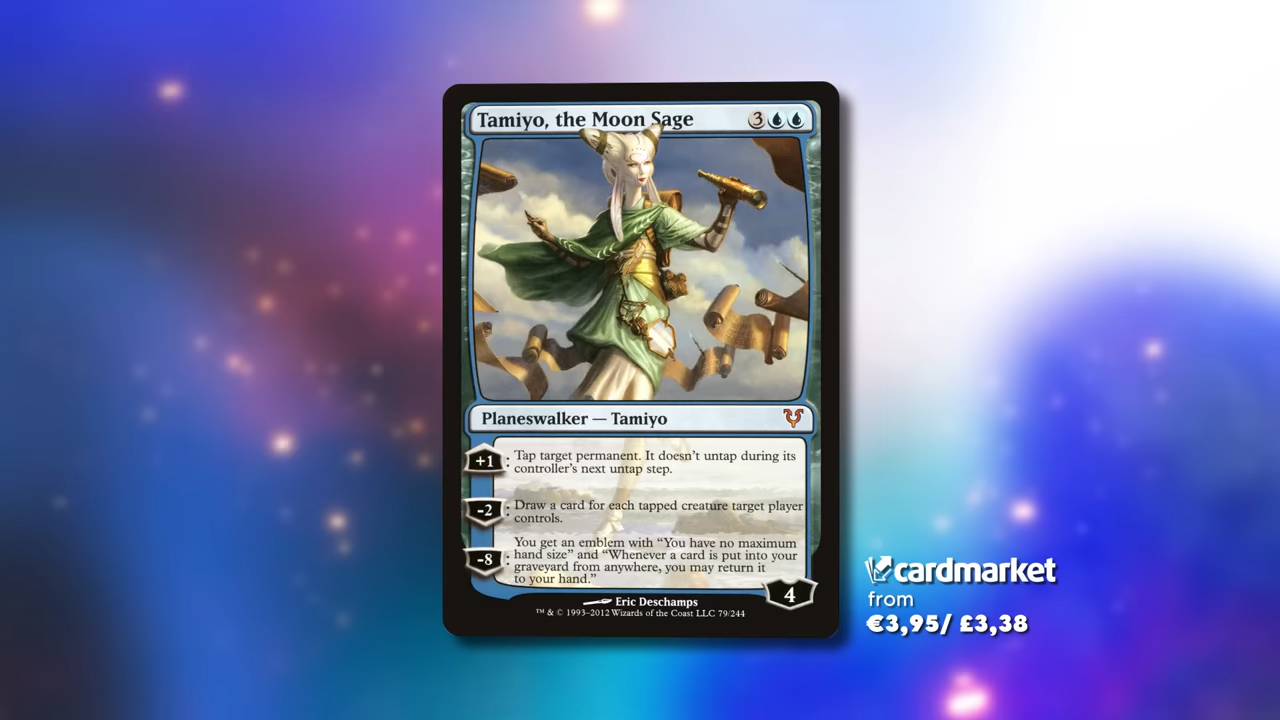 Tamiyo, the Moon Sage 3
Planeswalker — Tamiyo
+1: Tap target permanent. It doesn't untap during its
controller's next untap step.
-2: Draw a card for each tapped creature target player
controls.
You get an emblem with “You have no maximum
hand size” and “Whenever a card is put into your
-8: graveyard from anywhere, you may return it
to your hand.”
4
Eric Deschamps
™ & © 1993–2012 Wizards of the Coast LLC 79/244
cardmarket
from
€3,95/ £3,38